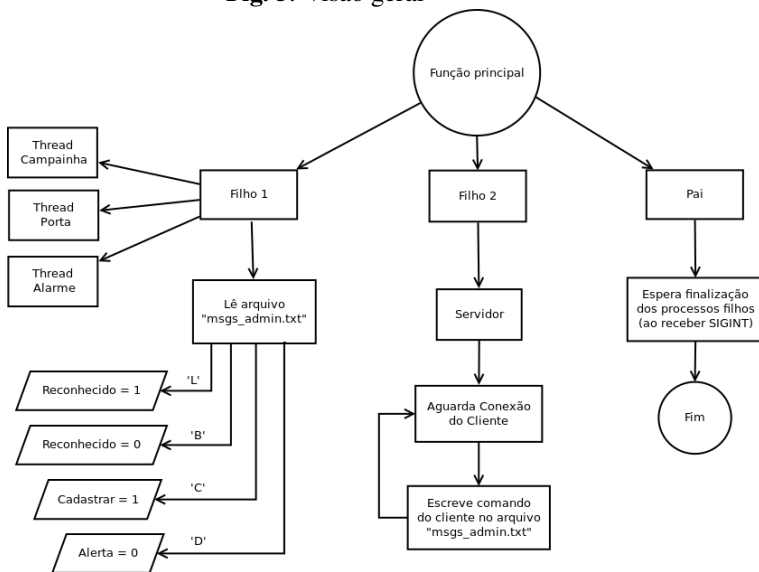 Função principal
Thread
Campainha
Thread
Porta
Thread
Alarme
Filho 1
Filho 2
Pai
Lê arquivo
"msgs_admin.txt"
Servidor
Espera finalização
dos processos filhos
(ao receber SIGINT)
'L'
Reconhecido = 1
'B'
Reconhecido = 0
'C'
Cadastrar = 1
'D'
Alerta = 0
Aguarda Conexão
do Cliente
Escreve comando
do cliente no arquivo
"msgs_admin.txt"
Fim